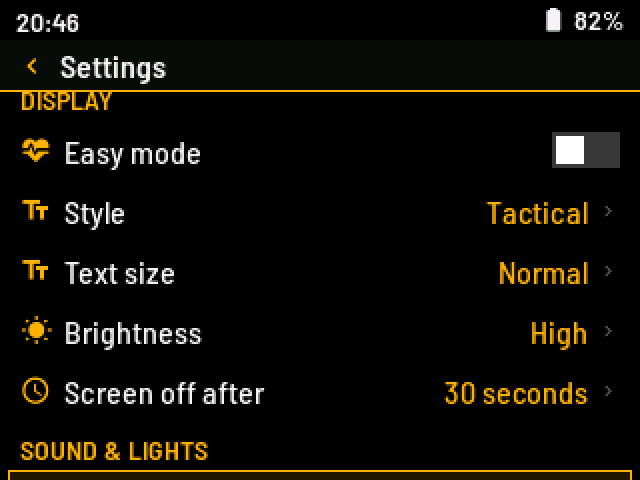 20:46 82%
Settings
DISPLAY
Easy mode
Style Tactical
Text size Normal
Brightness High
Screen off after 30 seconds
SOUND & LIGHTS